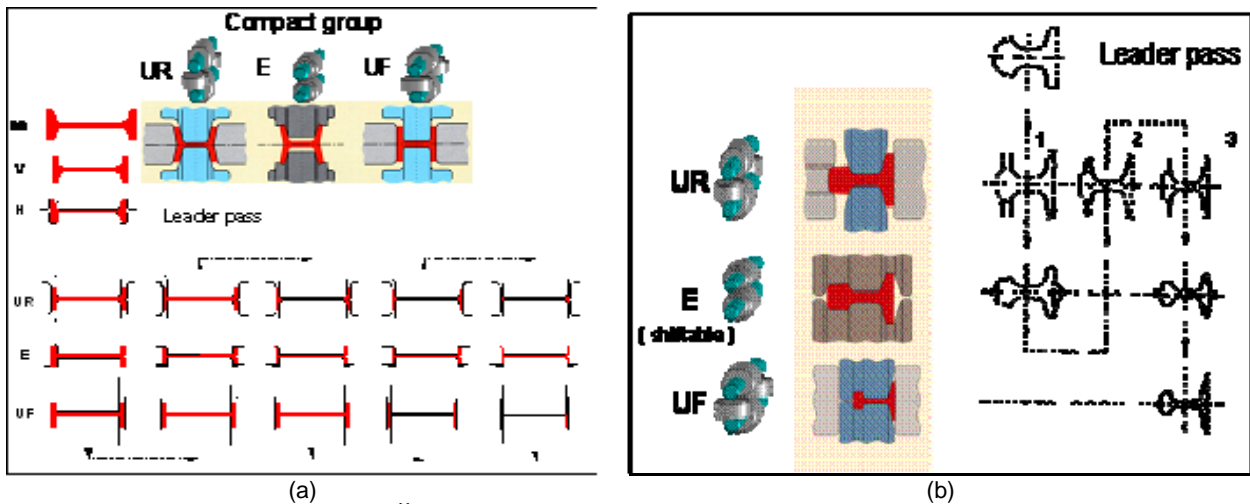 Compact group
UR E UF
V
H
Leader pass
UR
E
UF
(a)
Leader pass
1 2 3
UR
E
( shiftable)
UF
(b)